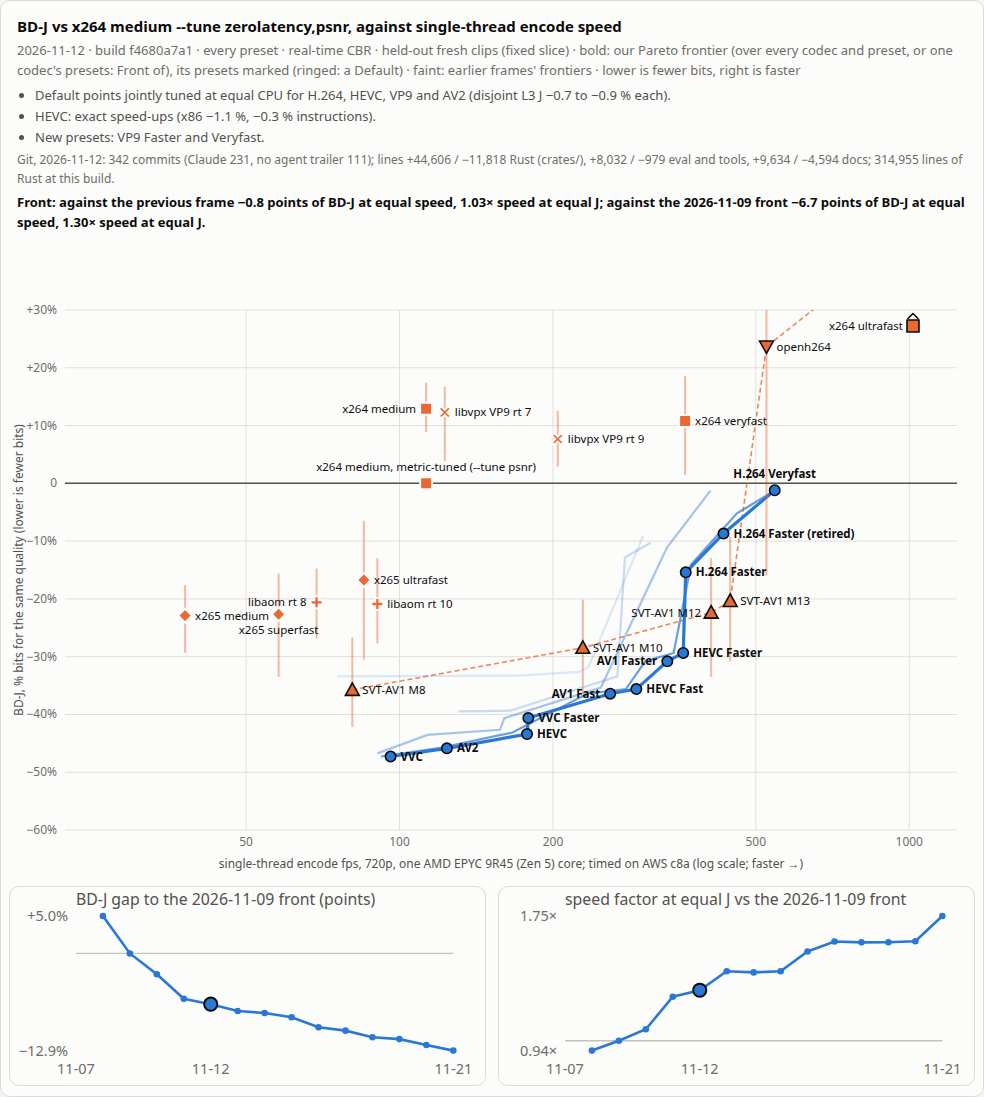 BD-J vs x264 medium --tune zerolatency,psnr, against single-thread encode speed
2026-11-12 · build f4680a7a1 · every preset · real-time CBR · held-out fresh clips (fixed slice) · bold: our Pareto frontier (over every codec and preset, or one
codec's presets: Front of), its presets marked (ringed: a Default) · faint: earlier frames' frontiers · lower is fewer bits, right is faster
• Default points jointly tuned at equal CPU for H.264, HEVC, VP9 and AV2 (disjoint L3 J −0.7 to −0.9 % each).
• HEVC: exact speed-ups (x86 −1.1 %, −0.3 % instructions).
• New presets: VP9 Faster and Veryfast.
Git, 2026-11-12: 342 commits (Claude 231, no agent trailer 111); lines +44,606 / −11,818 Rust (crates/), +8,032 / −979 eval and tools, +9,634 / −4,594 docs; 314,955 lines of
Rust at this build.
Front: against the previous frame −0.8 points of BD-J at equal speed, 1.03× speed at equal J; against the 2026-11-09 front −6.7 points of BD-J at equal
speed, 1.30× speed at equal J.
+30%
x264 ultrafast
openh264
+20%
x264 medium
libvpx VP9 rt 7
+10%
x264 veryfast
libvpx VP9 rt 9
x264 medium, metric-tuned (--tune psnr)
H.264 Veryfast
0
BD-J, % bits for the same quality (lower is fewer bits)
−10%
H.264 Faster (retired)
H.264 Faster
x265 ultrafast
−20%
libaom rt 8
libaom rt 10
SVT-AV1 M13
SVT-AV1 M12
x265 medium
x265 superfast
SVT-AV1 M10
−30%
HEVC Faster
AV1 Faster
SVT-AV1 M8
HEVC Fast
AV1 Fast
−40%
VVC Faster
HEVC
AV2
VVC
−50%
−60%
50
100
200
500
1000
single-thread encode fps, 720p, one AMD EPYC 9R45 (Zen 5) core; timed on AWS c8a (log scale; faster →)
BD-J gap to the 2026-11-09 front (points)
+5.0%
−12.9%
11-07
11-12
11-21
speed factor at equal J vs the 2026-11-09 front
1.75×
0.94×
11-07
11-12
11-21